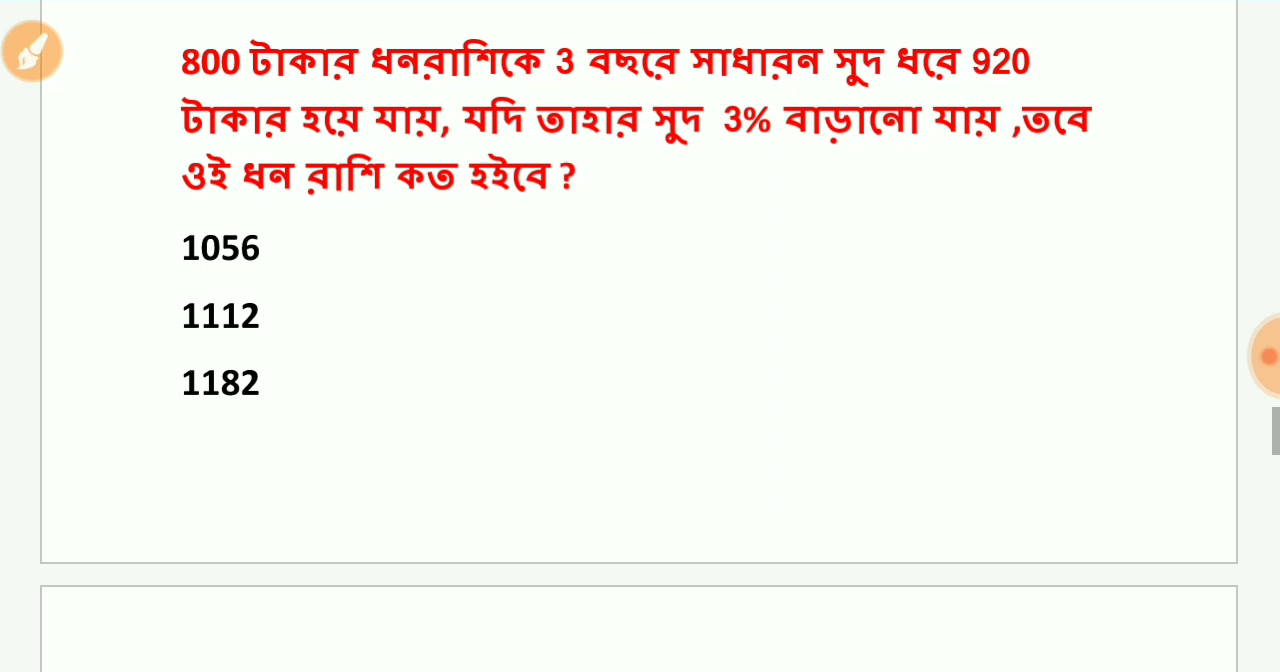 800 টাকার ধনরাশিকে 3 বছরে সাধারন সুদ ধরে 920
টাকার হয়ে যায়, যদি তাহার সুদ 3% বাড়ানো যায় ,তবে
ওই ধন রাশি কত হইবে ?
1056
1112
1182